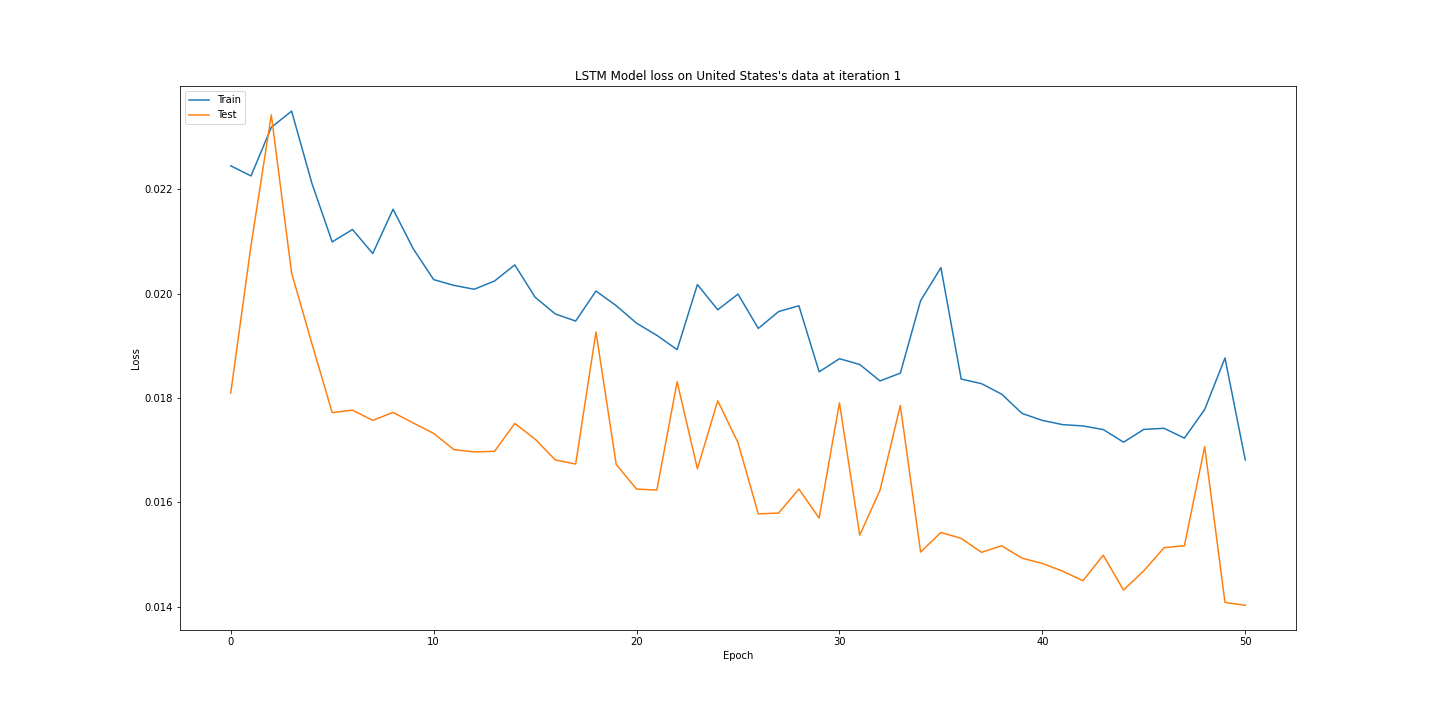 LSTM Model loss on United States's data at iteration 1
Train
Test
0.022
0.020
0.018
0.016
0.014
Loss
0 10 20 30 40 50
Epoch